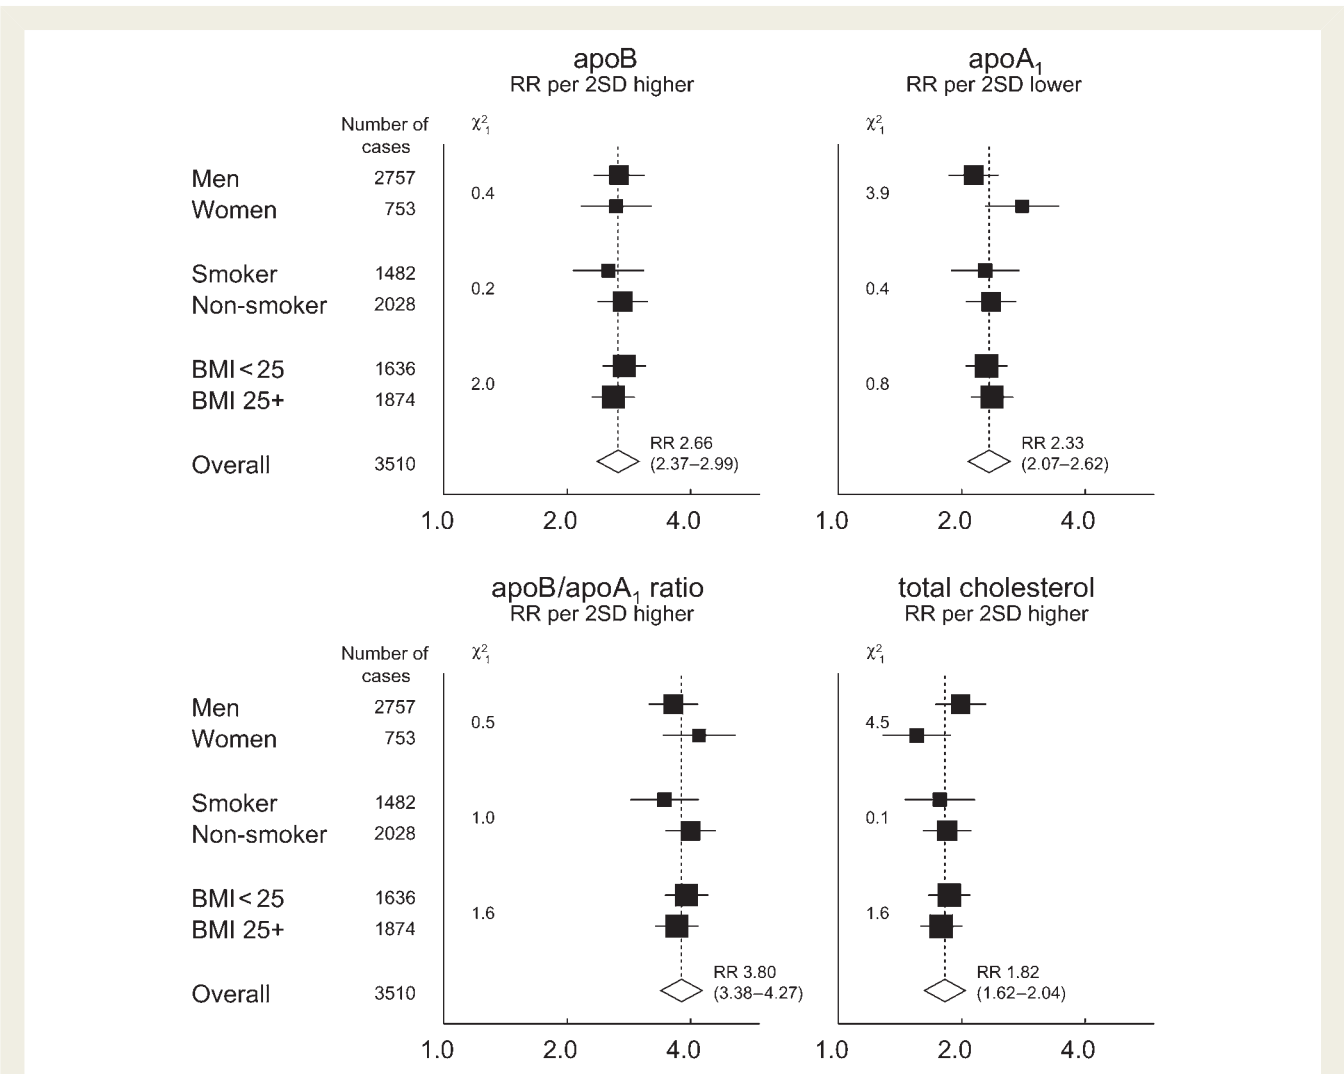 apoB
RR per 2SD higher
apoA₁
RR per 2SD lower
Number of cases
χ²₁
χ²₁
Men 2757
0.4
3.9
Women 753
Smoker 1482
0.2
0.4
Non-smoker 2028
BMI<25 1636
2.0
0.8
BMI 25+ 1874
RR 2.66
(2.37–2.99)
RR 2.33
(2.07–2.62)
Overall 3510
1.0 2.0 4.0
1.0 2.0 4.0
apoB/apoA₁ ratio
RR per 2SD higher
total cholesterol
RR per 2SD higher
Number of cases
χ²₁
χ²₁
Men 2757
0.5
4.5
Women 753
Smoker 1482
1.0
0.1
Non-smoker 2028
BMI<25 1636
1.6
1.6
BMI 25+ 1874
RR 3.80
(3.38–4.27)
RR 1.82
(1.62–2.04)
Overall 3510
1.0 2.0 4.0
1.0 2.0 4.0